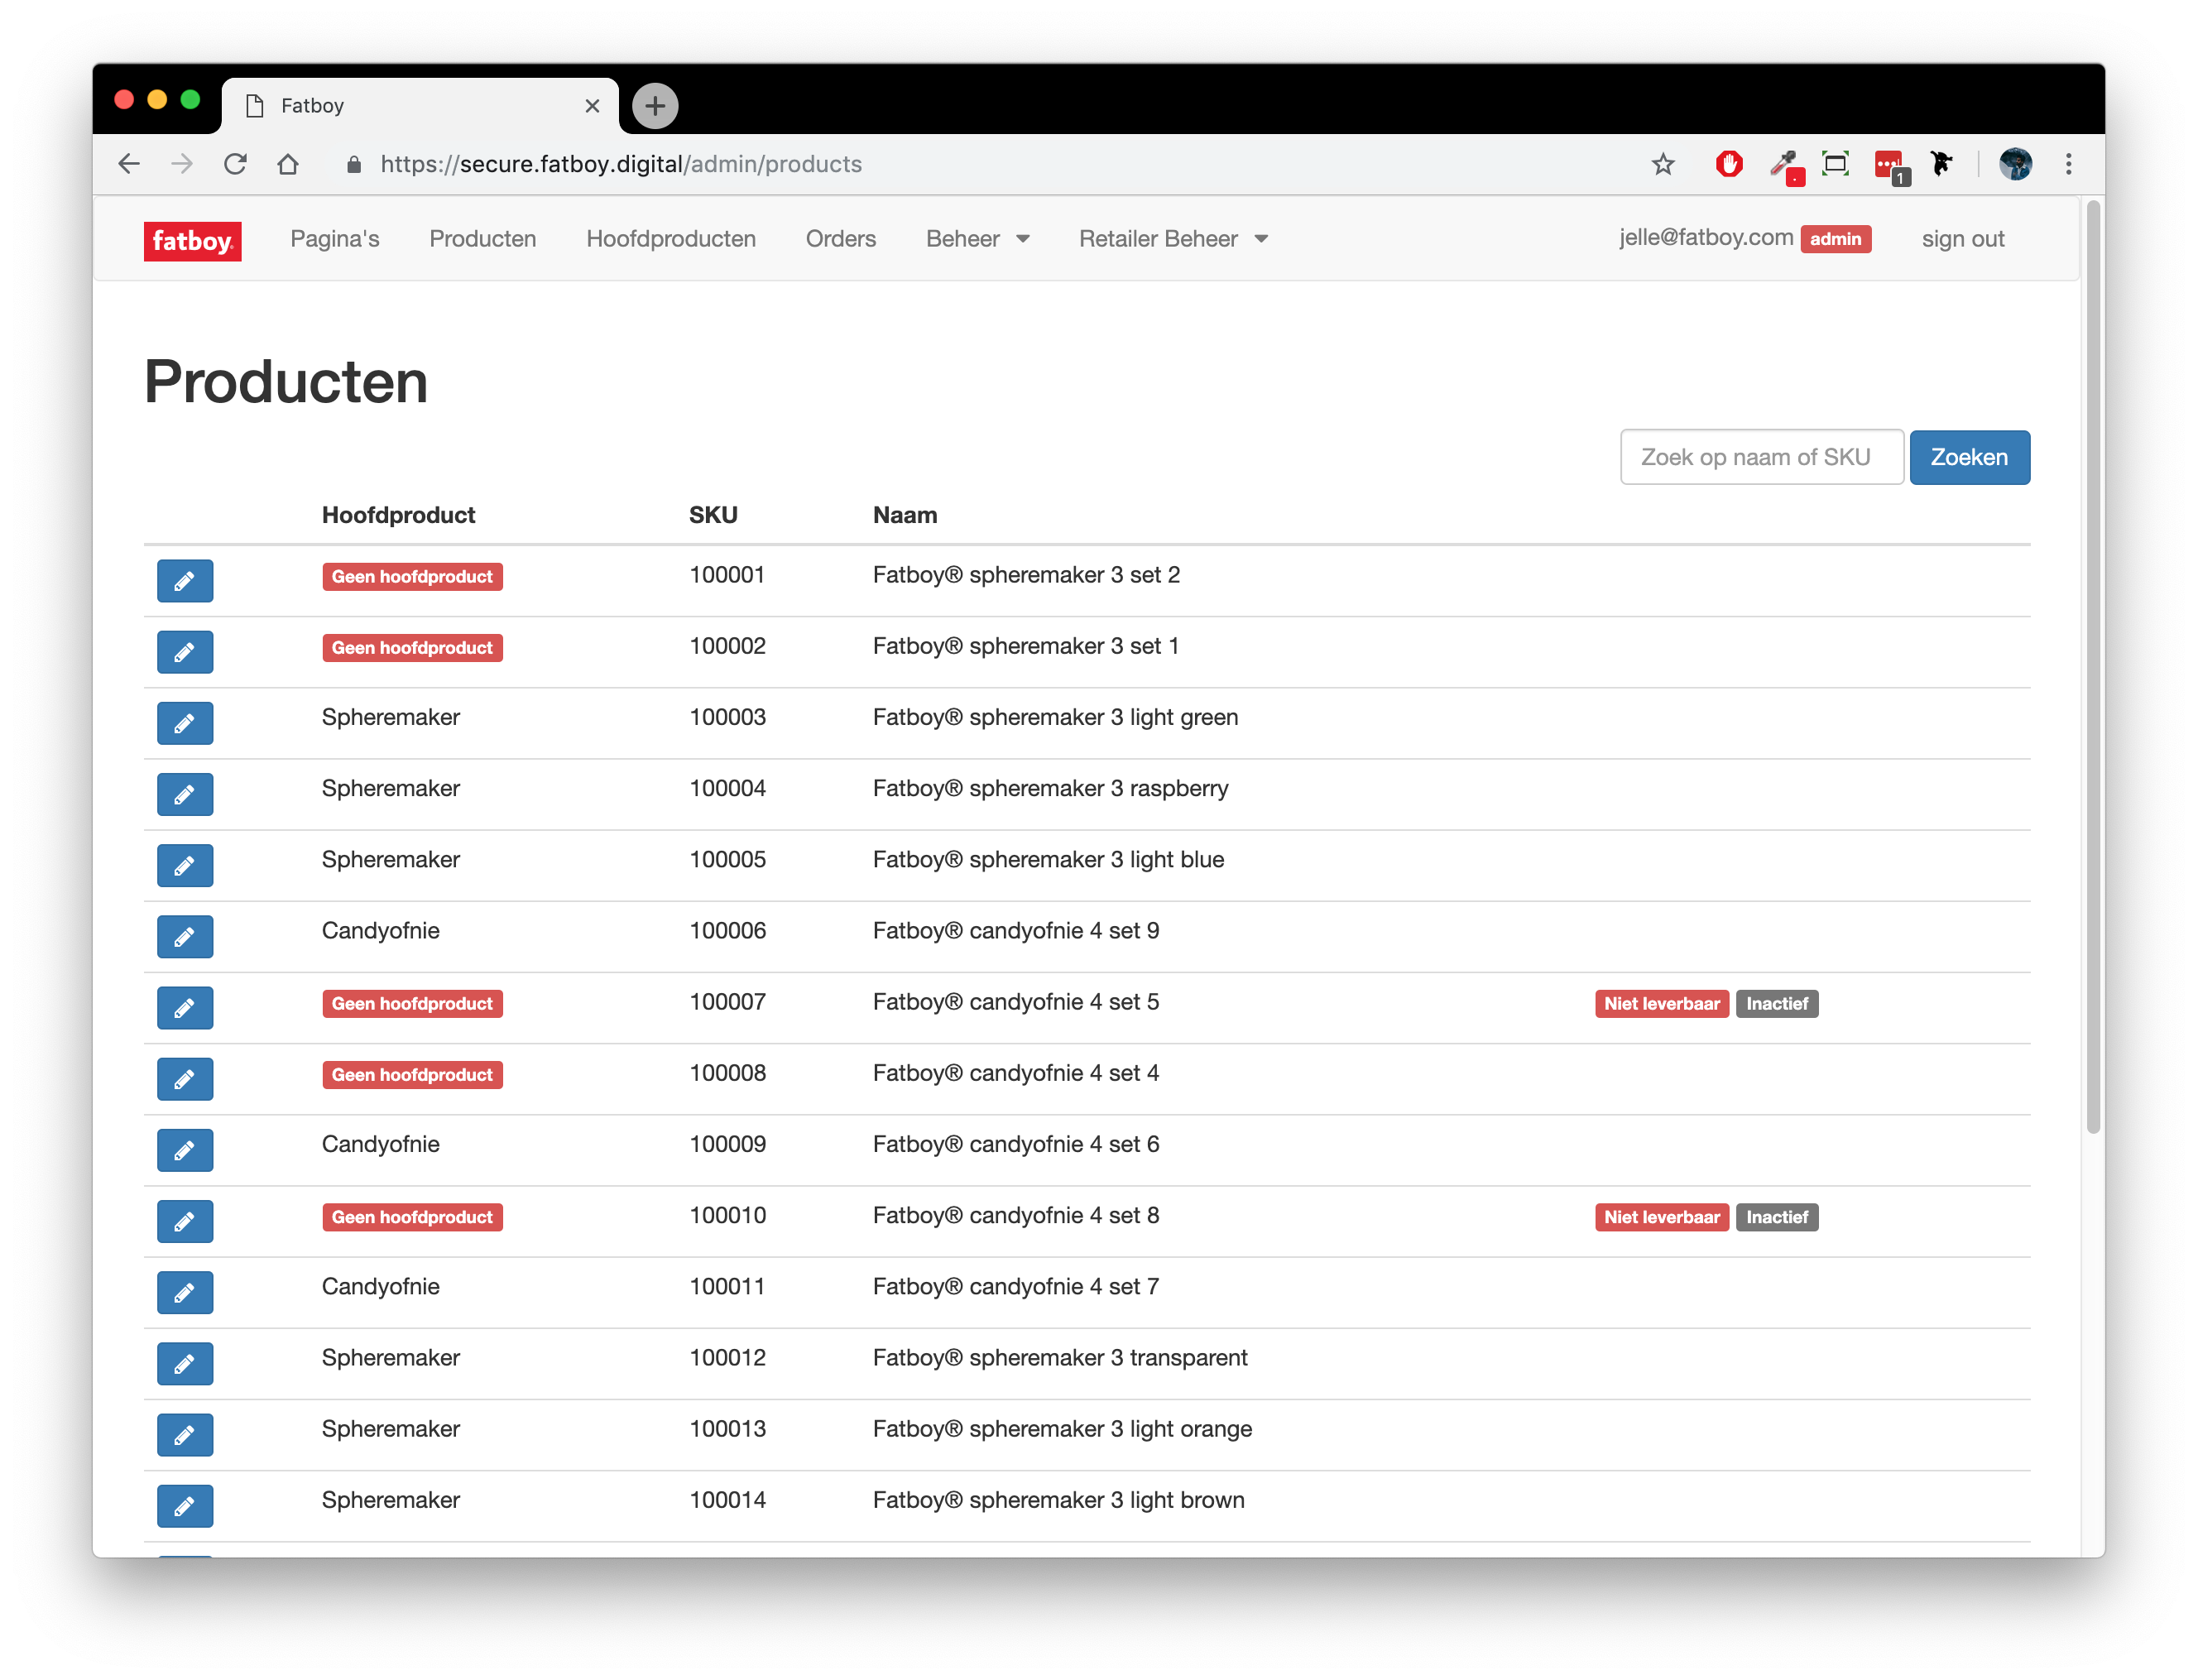 Fatboy
https://secure.fatboy.digital/admin/products
1
fatboy Pagina's Producten Hoofdproducten Orders Beheer Retailer Beheer jelle@fatboy.com admin sign out
Producten
Zoek op naam of SKU Zoeken
Hoofdproduct SKU Naam
Geen hoofdproduct 100001 Fatboy® spheremaker 3 set 2
Geen hoofdproduct 100002 Fatboy® spheremaker 3 set 1
Spheremaker 100003 Fatboy® spheremaker 3 light green
Spheremaker 100004 Fatboy® spheremaker 3 raspberry
Spheremaker 100005 Fatboy® spheremaker 3 light blue
Candyofnie 100006 Fatboy® candyofnie 4 set 9
Geen hoofdproduct 100007 Fatboy® candyofnie 4 set 5 Niet leverbaar Inactief
Geen hoofdproduct 100008 Fatboy® candyofnie 4 set 4
Candyofnie 100009 Fatboy® candyofnie 4 set 6
Geen hoofdproduct 100010 Fatboy® candyofnie 4 set 8 Niet leverbaar Inactief
Candyofnie 100011 Fatboy® candyofnie 4 set 7
Spheremaker 100012 Fatboy® spheremaker 3 transparent
Spheremaker 100013 Fatboy® spheremaker 3 light orange
Spheremaker 100014 Fatboy® spheremaker 3 light brown